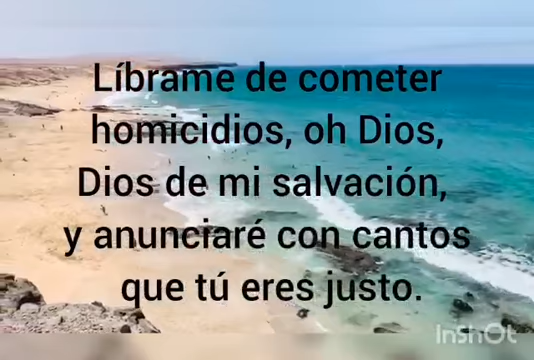 Líbrame de cometer
homicidios, oh Dios,
Dios de mi salvación,
y anunciaré con cantos
que tú eres justo.
InShOt